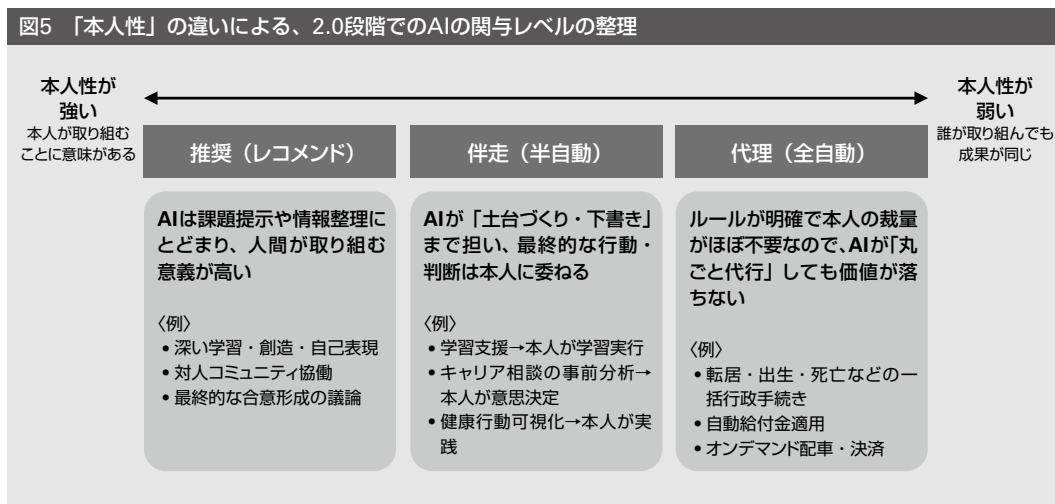 図5 「本人性」の違いによる、2.0段階でのAIの関与レベルの整理
本人性が
強い
本人が取り組む
ことに意味がある
本人性が
弱い
誰が取り組んでも
成果が同じ
推奨（レコメンド）
AIは課題提示や情報整理に
とどまり、人間が取り組む
意義が高い
〈例〉
• 深い学習・創造・自己表現
• 対人コミュニティ協働
• 最終的な合意形成の議論
伴走（半自動）
AIが「土台づくり・下書き」
まで担い、最終的な行動・
判断は本人に委ねる
〈例〉
• 学習支援→本人が学習実行
• キャリア相談の事前分析→
本人が意思決定
• 健康行動可視化→本人が実
践
代理（全自動）
ルールが明確で本人の裁量
がほぼ不要なので、AIが「丸
ごと代行」しても価値が落
ちない
〈例〉
• 転居・出生・死亡などの一
括行政手続き
• 自動給付金適用
• オンデマンド配車・決済